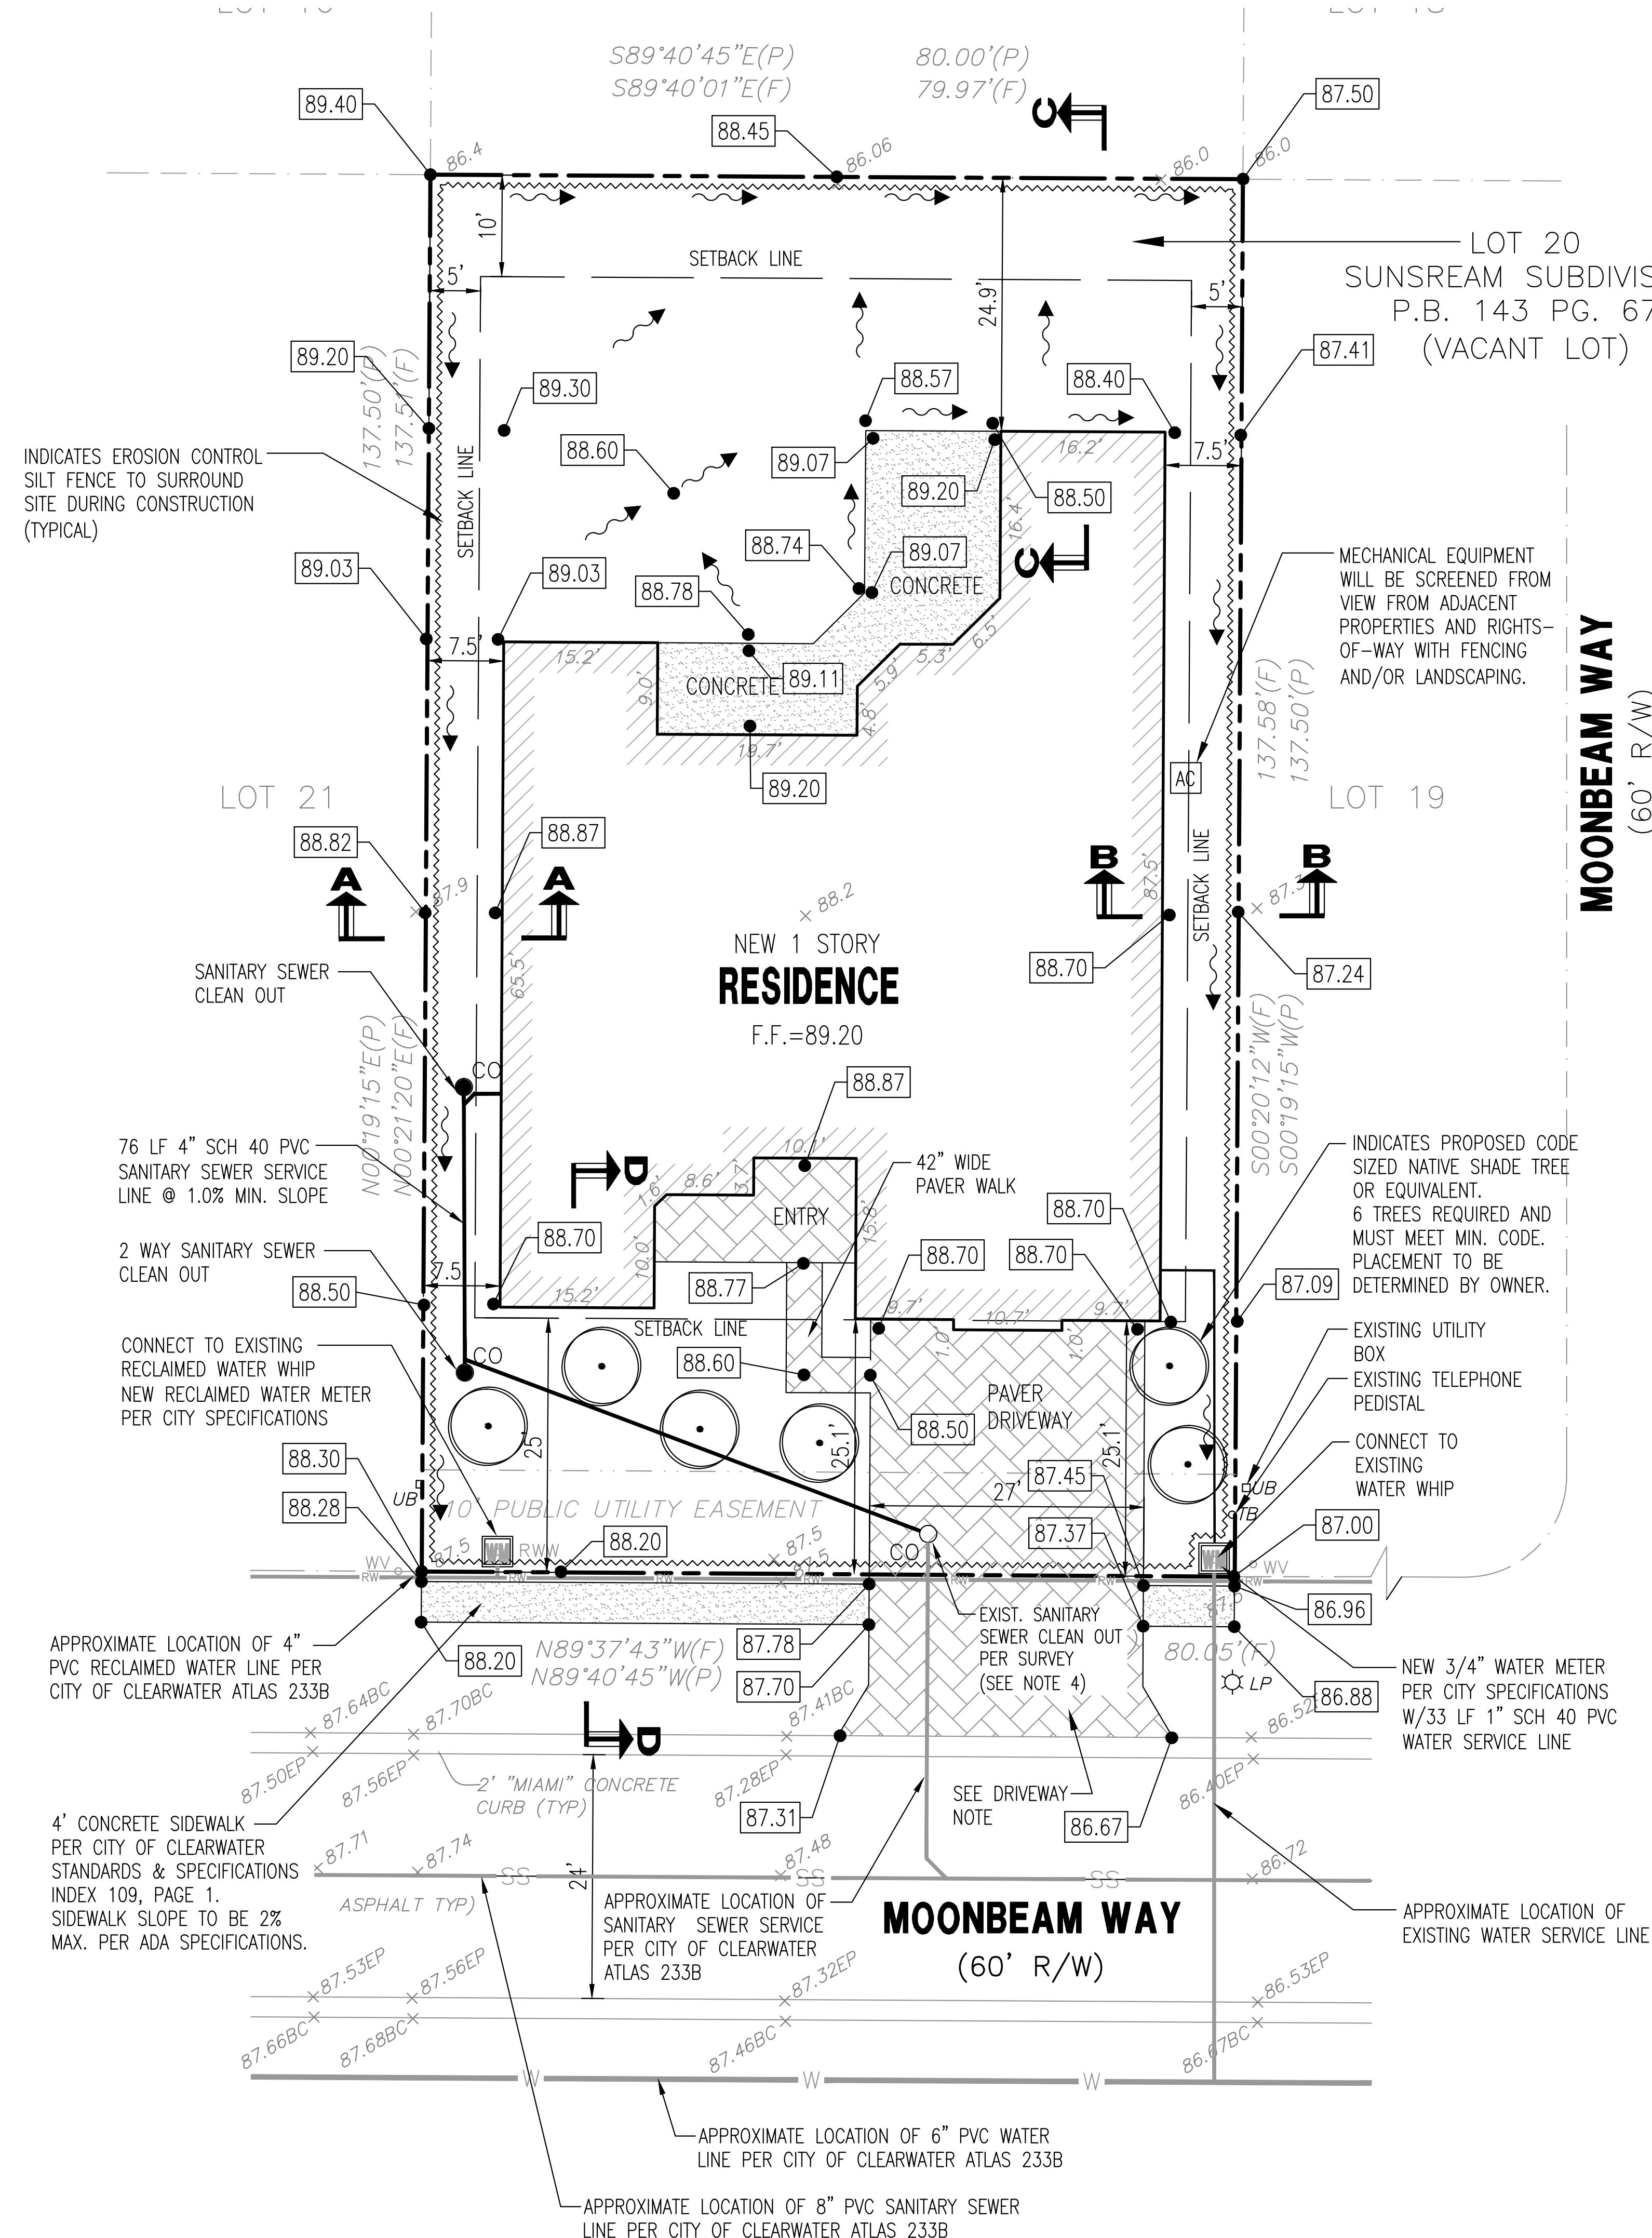 S89°40'45"E(P) 80.00'(P)
S89°40'01"E(F) 79.97'(F)
89.40
88.45
87.50
C
86.4
86.06
86.0
86.0
10'
SETBACK LINE
24.9'
5'
5'
LOT 20
SUNSREAM SUBDIVIS
P.B. 143 PG. 67
(VACANT LOT)
89.20
137.50'(P)
137.51'(F)
89.30
88.57
88.40
87.41
INDICATES EROSION CONTROL
SILT FENCE TO SURROUND
SITE DURING CONSTRUCTION
(TYPICAL)
SETBACK LINE
88.60
89.07
89.20
16.2'
88.50
7.5'
16.4'
89.03
89.03
88.74
89.07
CONCRETE
C
88.78
MECHANICAL EQUIPMENT
WILL BE SCREENED FROM
VIEW FROM ADJACENT
PROPERTIES AND RIGHTS-
OF-WAY WITH FENCING
AND/OR LANDSCAPING.
MOONBEAM WAY
(60' R/W)
7.5'
15.2'
9.0'
CONCRETE
89.11
5.9'
5.3'
6.5'
4.8
19.7'
89.20
137.58'(F)
137.50'(P)
AC
LOT 21
LOT 19
88.82
88.87
A
A
87.9
88.2
B
B
87.5'
SETBACK LINE
87.3
NEW 1 STORY
RESIDENCE
F.F.=89.20
88.70
87.24
65.5'
SANITARY SEWER
CLEAN OUT
CO
N00°19'15"E(P)
N00°21'20"E(F)
S00°20'12"W(F)
S00°19'15"W(P)
88.87
76 LF 4" SCH 40 PVC
SANITARY SEWER SERVICE
LINE @ 1.0% MIN. SLOPE
D
10.1'
3.7'
8.6'
1.6'
42" WIDE
PAVER WALK
INDICATES PROPOSED CODE
SIZED NATIVE SHADE TREE
OR EQUIVALENT.
6 TREES REQUIRED AND
MUST MEET MIN. CODE.
PLACEMENT TO BE
DETERMINED BY OWNER.
ENTRY
15.8'
88.70
2 WAY SANITARY SEWER
CLEAN OUT
88.70
10.0'
88.70
88.70
7.5
88.50
88.77
87.09
15.2'
9.7'
10.7'
9.7'
1.0'
1.0'
SETBACK LINE
CONNECT TO EXISTING
RECLAIMED WATER WHIP
NEW RECLAIMED WATER METER
PER CITY SPECIFICATIONS
CO
88.60
EXISTING UTILITY
BOX
EXISTING TELEPHONE
PEDISTAL
PAVER
DRIVEWAY
88.50
25'
25.1'
25.1'
CONNECT TO
EXISTING
WATER WHIP
88.30
88.28
UB
10' PUBLIC UTILITY EASEMENT
87.45
27'
UB
TB
87.37
87.00
87.5
WM
RWW
88.20
87.5
87.5
CO
WV
WV
RW
RW
RW
RW
RW
RW
RW
86.96
APPROXIMATE LOCATION OF 4"
PVC RECLAIMED WATER LINE PER
CITY OF CLEARWATER ATLAS 233B
88.20
N89°37'43"W(F)
N89°40'45"W(P)
87.78
87.70
EXIST. SANITARY
SEWER CLEAN OUT
PER SURVEY
(SEE NOTE 4)
80.05'(F)
LP
86.88
NEW 3/4" WATER METER
PER CITY SPECIFICATIONS
W/33 LF 1" SCH 40 PVC
WATER SERVICE LINE
87.64BC
87.70BC
D
87.41BC
86.52
87.50EP
87.56EP
87.28EP
86.40EP
2' "MIAMI" CONCRETE
CURB (TYP)
87.31
SEE DRIVEWAY
NOTE
86.67
4' CONCRETE SIDEWALK
PER CITY OF CLEARWATER
STANDARDS & SPECIFICATIONS
INDEX 109, PAGE 1.
SIDEWALK SLOPE TO BE 2%
MAX. PER ADA SPECIFICATIONS.
87.71
87.74
87.48
86.72
SS
SS
SS
24'
ASPHALT TYP)
APPROXIMATE LOCATION OF
SANITARY SEWER SERVICE
PER CITY OF CLEARWATER
ATLAS 233B
MOONBEAM WAY
(60' R/W)
APPROXIMATE LOCATION OF
EXISTING WATER SERVICE LINE
87.53EP
87.56EP
87.32EP
86.53EP
87.66BC
87.68BC
87.46BC
86.67BC
W
W
W
APPROXIMATE LOCATION OF 6" PVC WATER
LINE PER CITY OF CLEARWATER ATLAS 233B
APPROXIMATE LOCATION OF 8" PVC SANITARY SEWER
LINE PER CITY OF CLEARWATER ATLAS 233B